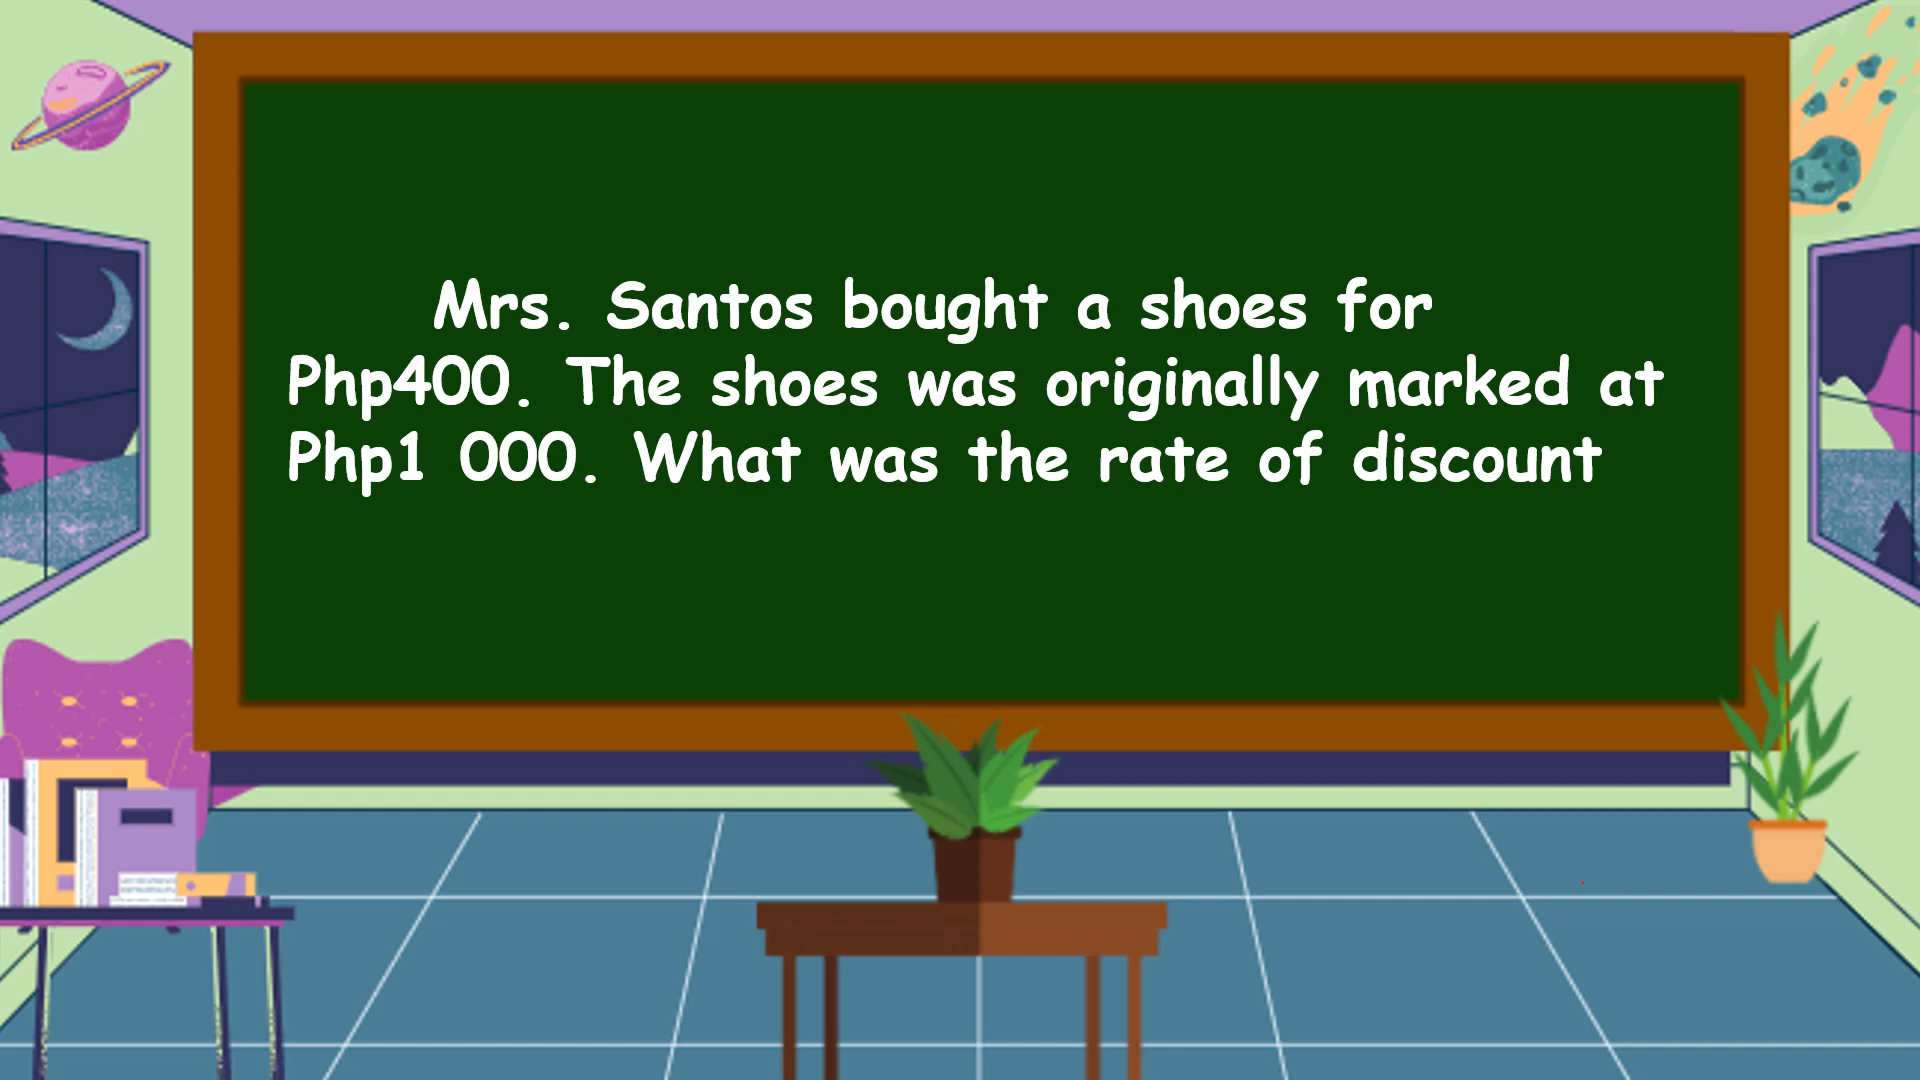 Mrs. Santos bought a shoes for
Php400. The shoes was originally marked at
Php1 000. What was the rate of discount